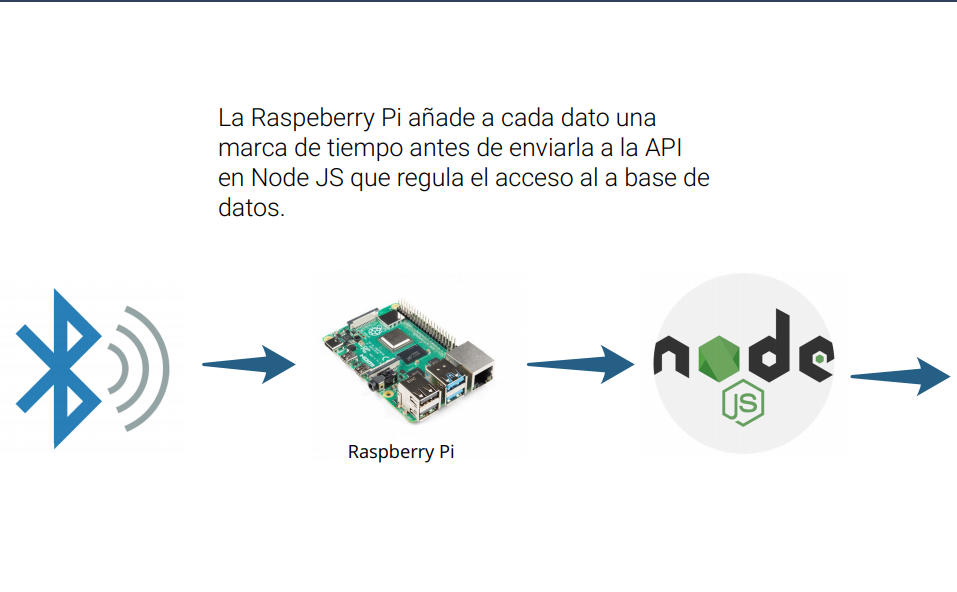 La Raspeberry Pi añade a cada dato una
marca de tiempo antes de enviarla a la API
en Node JS que regula el acceso al a base de
datos.
node
JS
Raspberry Pi